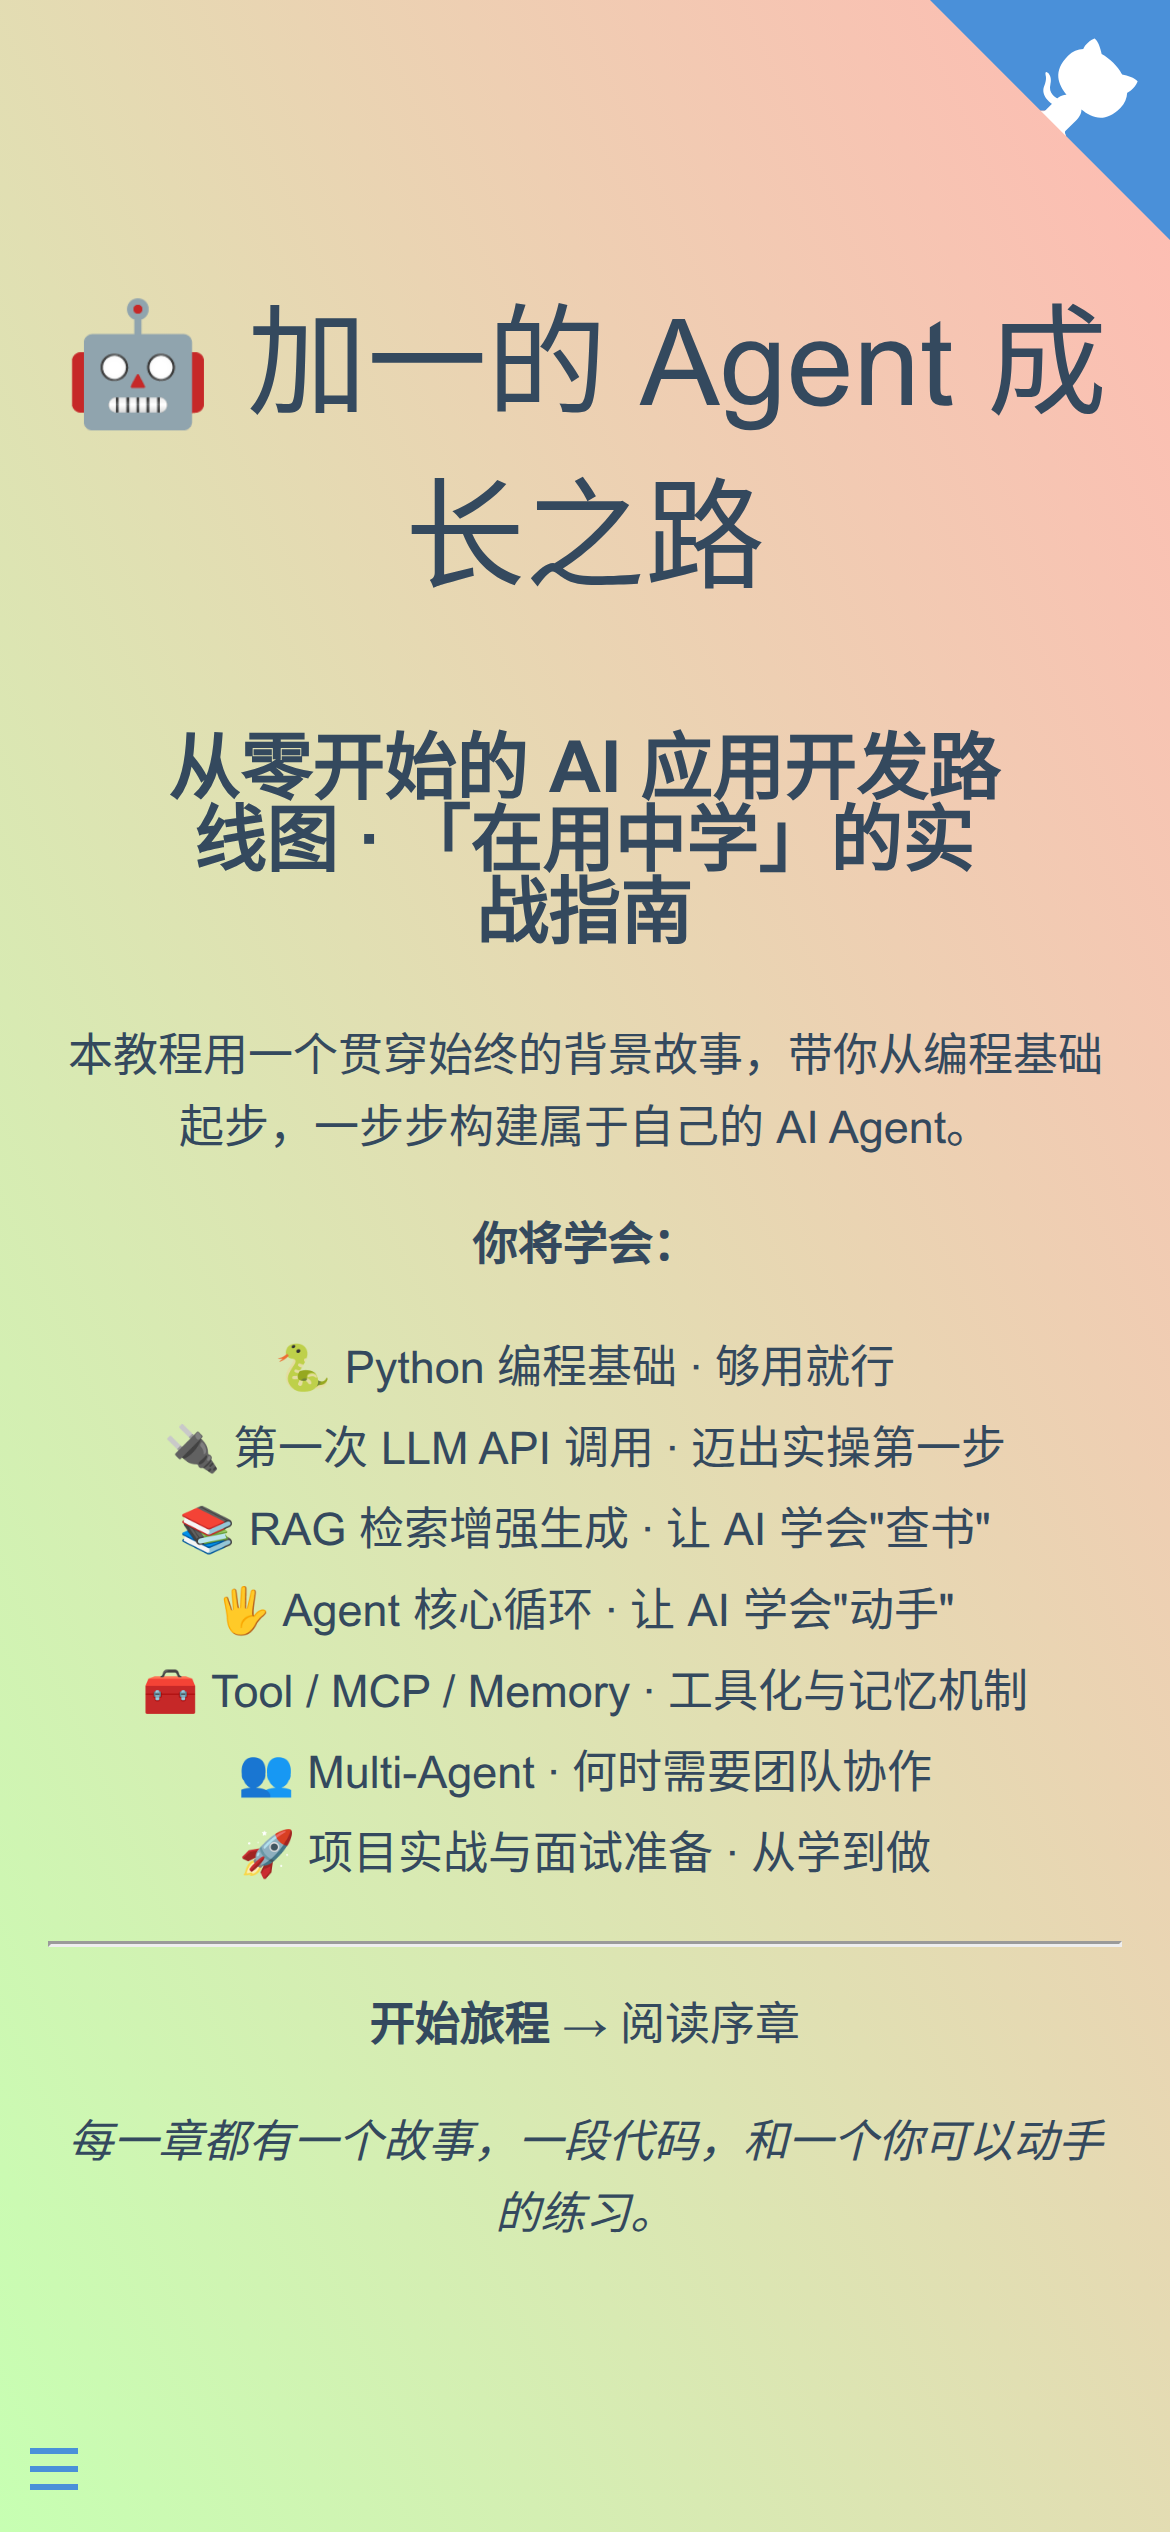 🤖 加一的 Agent 成
长之路
从零开始的 AI 应用开发路
线图 · 「在用中学」的实
战指南
本教程用一个贯穿始终的背景故事，带你从编程基础
起步，一步步构建属于自己的 AI Agent。
你将学会：
🐍 Python 编程基础 · 够用就行
🔌 第一次 LLM API 调用 · 迈出实操第一步
📚 RAG 检索增强生成 · 让 AI 学会"查书"
🖐️ Agent 核心循环 · 让 AI 学会"动手"
🧰 Tool / MCP / Memory · 工具化与记忆机制
👥 Multi-Agent · 何时需要团队协作
🚀 项目实战与面试准备 · 从学到做
开始旅程 → 阅读序章
每一章都有一个故事，一段代码，和一个你可以动手
的练习。